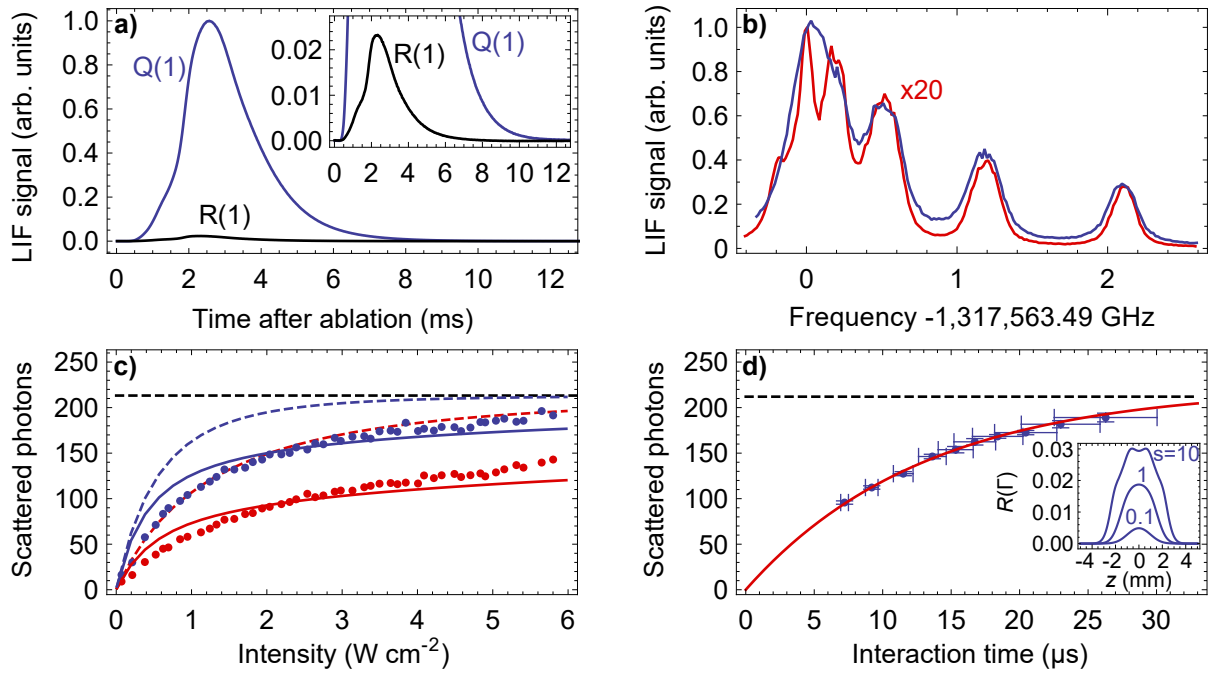 a)
LIF signal (arb. units)
1.0
0.8
0.6
0.4
0.2
0.0
Q(1)
R(1)
0.02
0.01
0.00
R(1)
Q(1)
0 2 4 6 8 10 12
0 2 4 6 8 10 12
Time after ablation (ms)
b)
LIF signal (arb. units)
1.0
0.8
0.6
0.4
0.2
0
x20
0 1 2
Frequency -1,317,563.49 GHz
c)
Scattered photons
250
200
150
100
50
0
0 1 2 3 4 5 6
Intensity (W cm⁻²)
d)
Scattered photons
250
200
150
100
50
0
R(Γ)
0.03
0.02
0.01
0.00
s=10
1
0.1
-4 -2 0 2 4
z (mm)
0 5 10 15 20 25 30
Interaction time (μs)